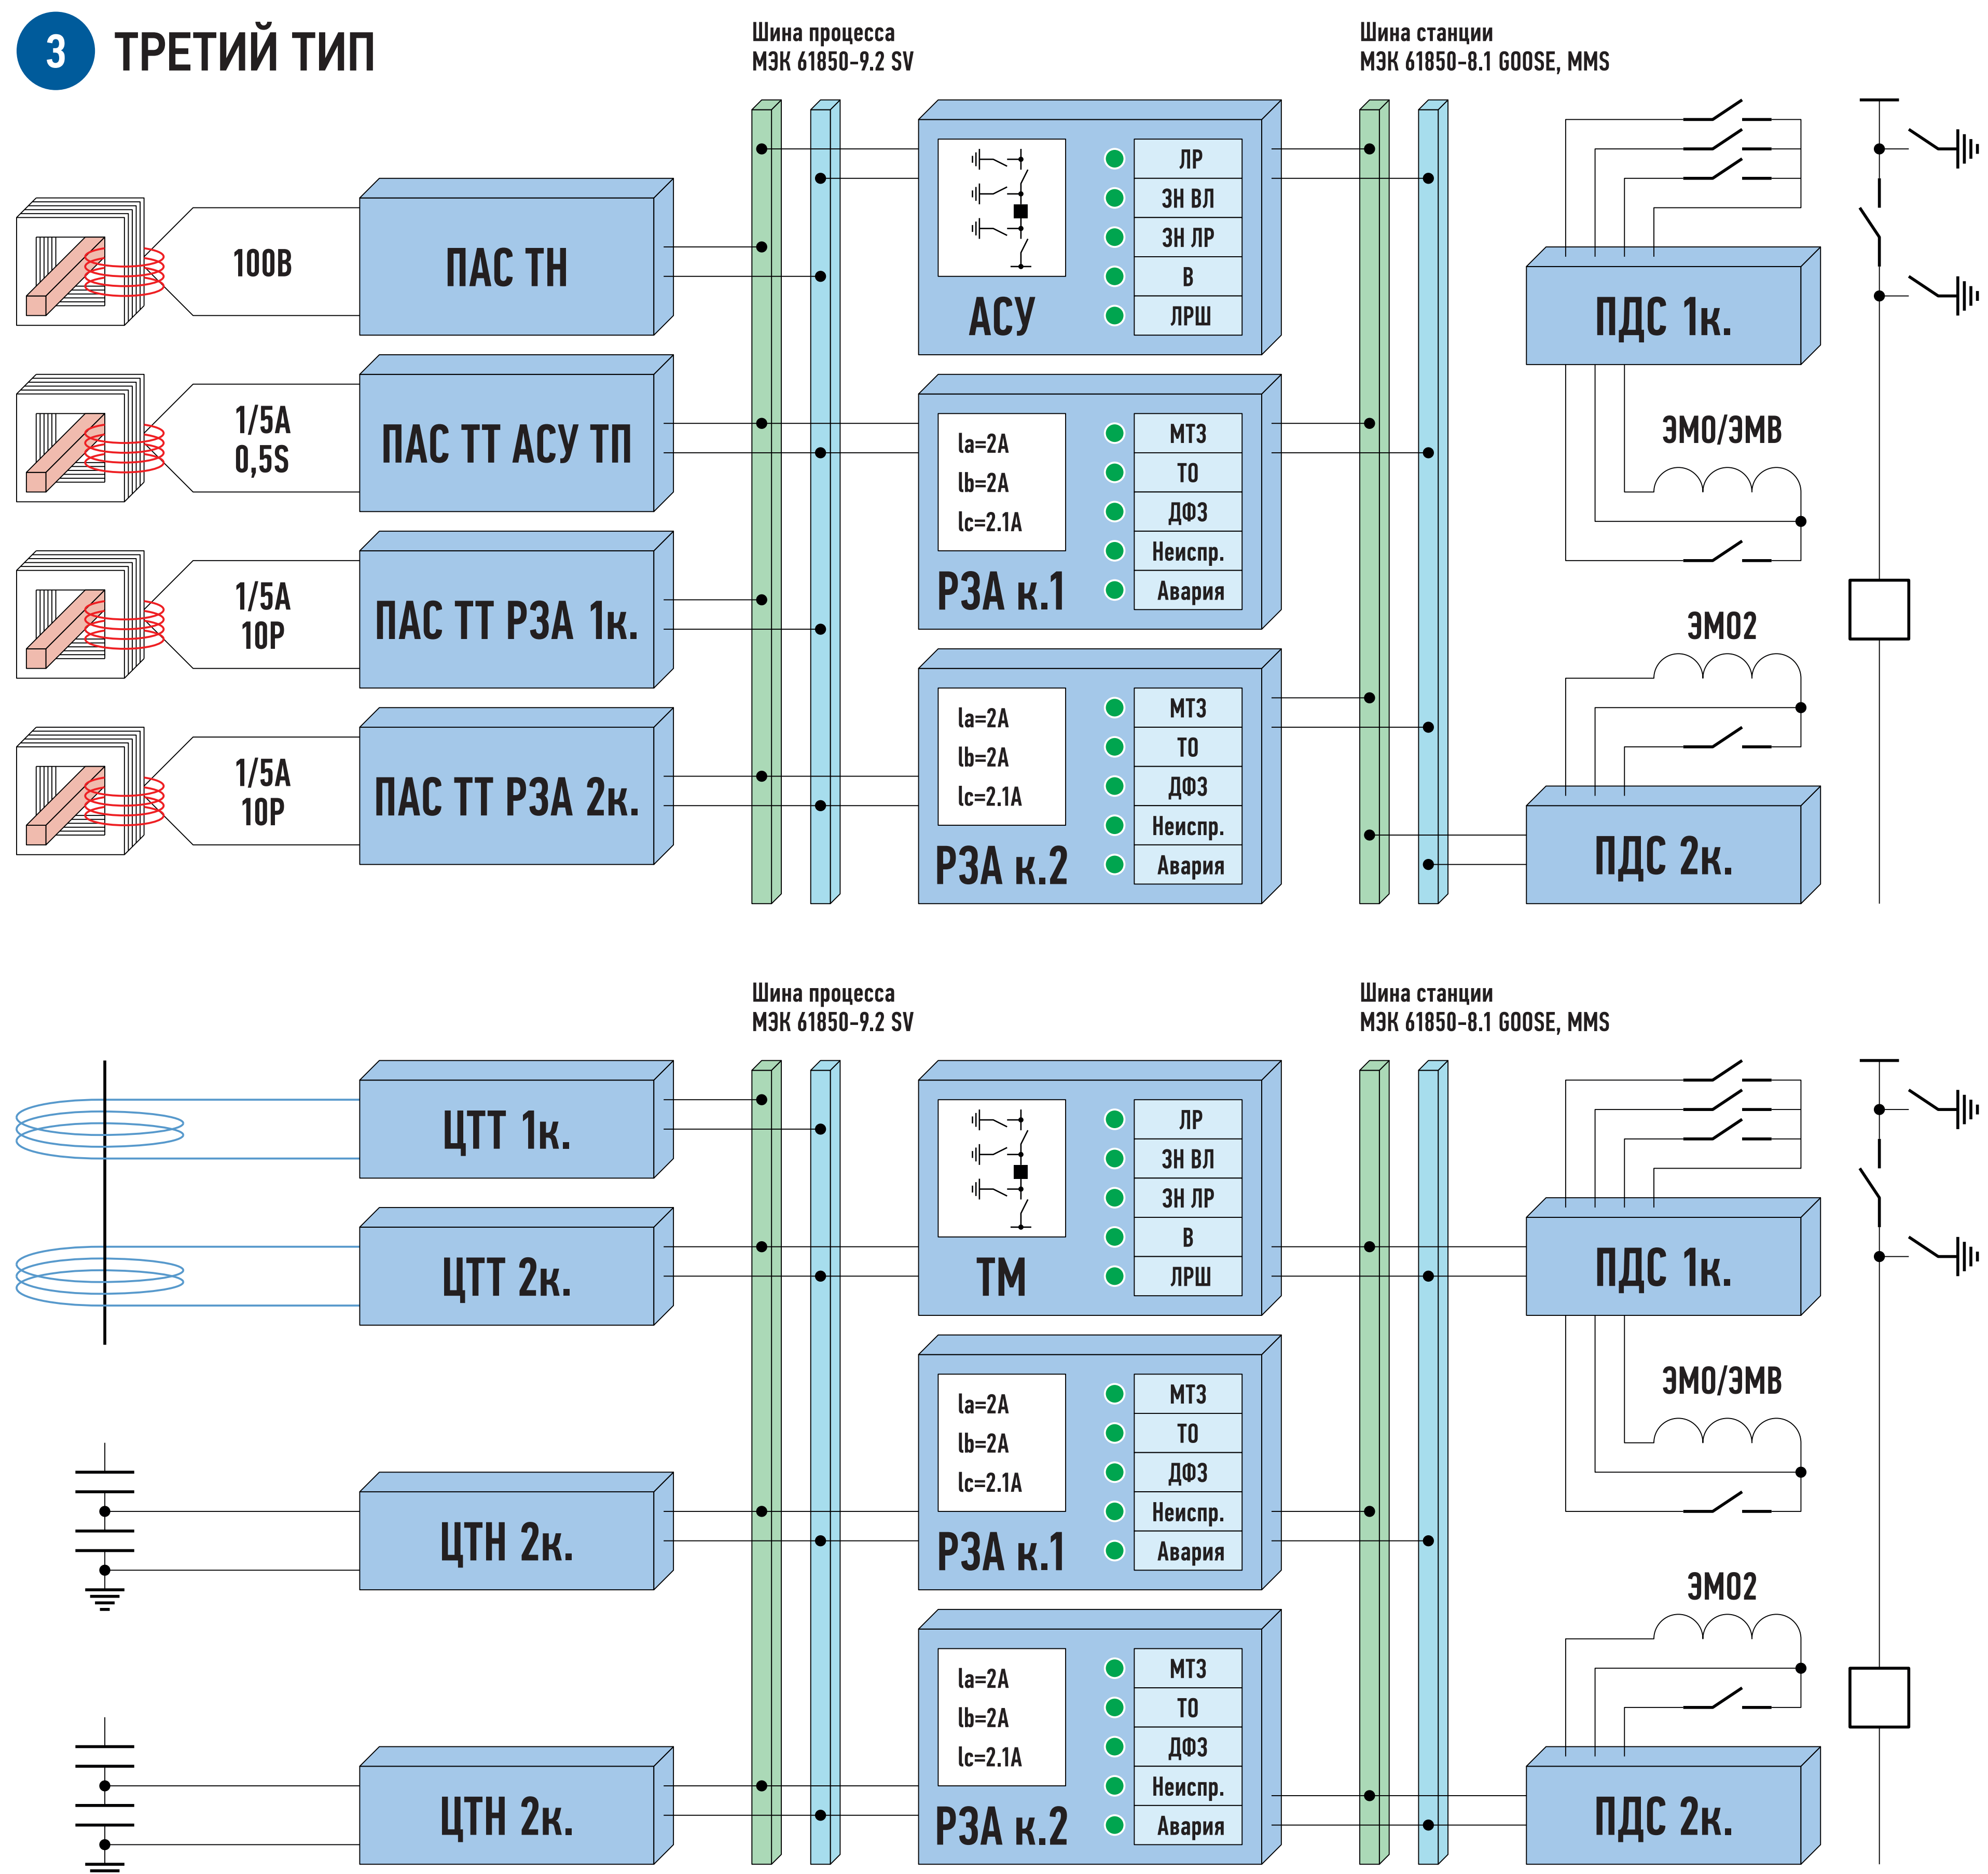 3 ТРЕТИЙ ТИП
Шина процесса
МЭК 61850-9.2 SV
Шина станции
МЭК 61850-8.1 GOOSE, MMS
100В
ПАС ТН
1/5А
0,5S
ПАС ТТ АСУ ТП
1/5А
10Р
ПАС ТТ РЗА 1к.
1/5А
10Р
ПАС ТТ РЗА 2к.
АСУ
ЛР
ЗН ВЛ
ЗН ЛР
В
ЛРШ
Ia=2A
Ib=2A
Ic=2.1A
РЗА к.1
МТЗ
ТО
ДФЗ
Неиспр.
Авария
Ia=2A
Ib=2A
Ic=2.1A
РЗА к.2
МТЗ
ТО
ДФЗ
Неиспр.
Авария
ПДС 1к.
ЭМО/ЭМВ
ЭМО2
ПДС 2к.
Шина процесса
МЭК 61850-9.2 SV
Шина станции
МЭК 61850-8.1 GOOSE, MMS
ЦТТ 1к.
ЦТТ 2к.
ЦТН 2к.
ЦТН 2к.
ТМ
ЛР
ЗН ВЛ
ЗН ЛР
В
ЛРШ
Ia=2A
Ib=2A
Ic=2.1A
РЗА к.1
МТЗ
ТО
ДФЗ
Неиспр.
Авария
Ia=2A
Ib=2A
Ic=2.1A
РЗА к.2
МТЗ
ТО
ДФЗ
Неиспр.
Авария
ПДС 1к.
ЭМО/ЭМВ
ЭМО2
ПДС 2к.